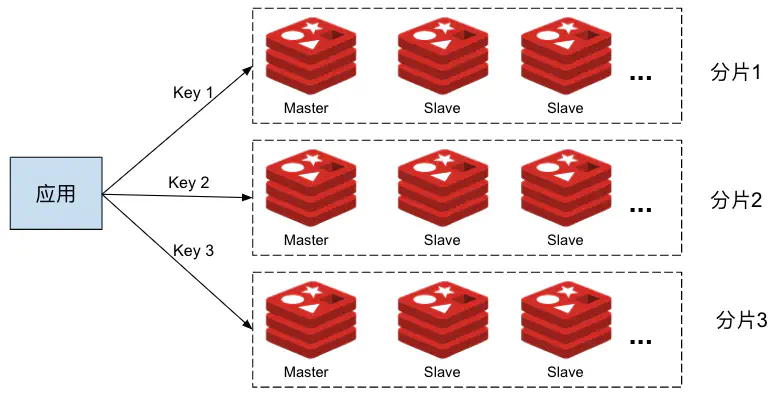 应用
Key 1
Key 2
Key 3
Master
Slave
Slave
...
分片1
Master
Slave
Slave
...
分片2
Master
Slave
Slave
...
分片3